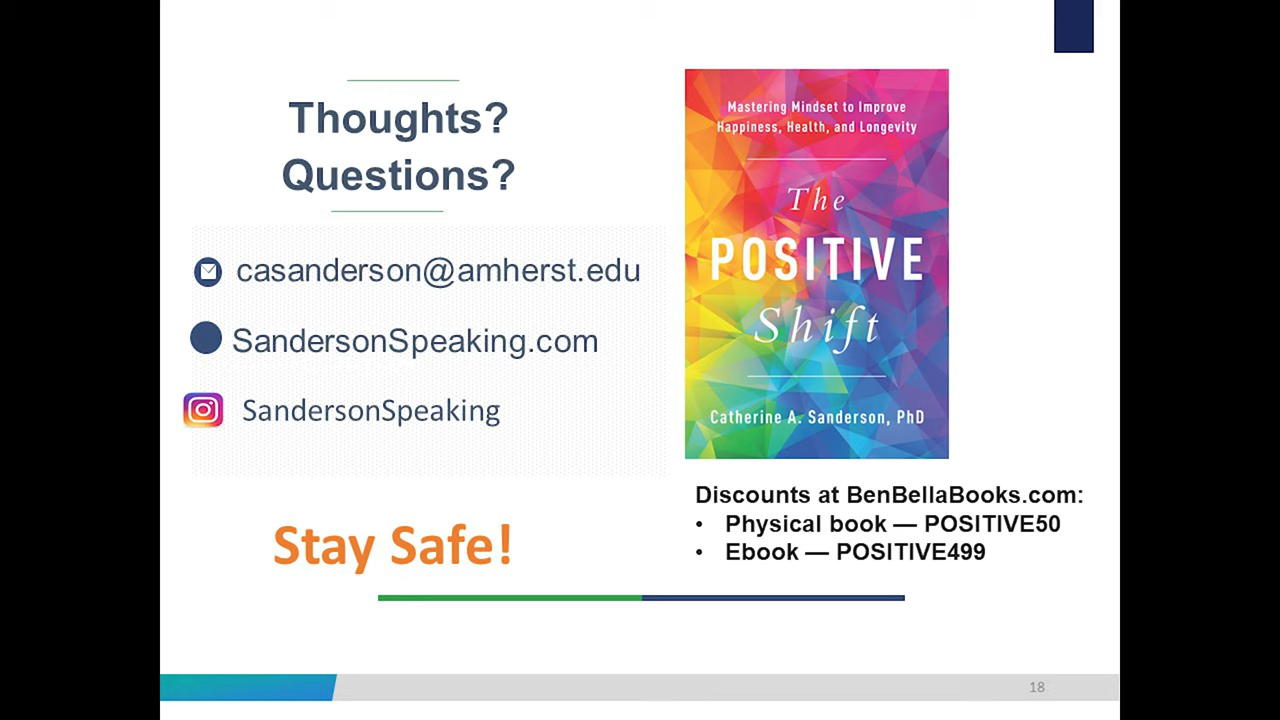 Thoughts?
Questions?
casanderson@amherst.edu
SandersonSpeaking.com
SandersonSpeaking
Stay Safe!
Mastering Mindset to Improve
Happiness, Health, and Longevity
The
POSITIVE
Shift
Catherine A. Sanderson, PhD
Discounts at BenBellaBooks.com:
• Physical book — POSITIVE50
• Ebook — POSITIVE499
18